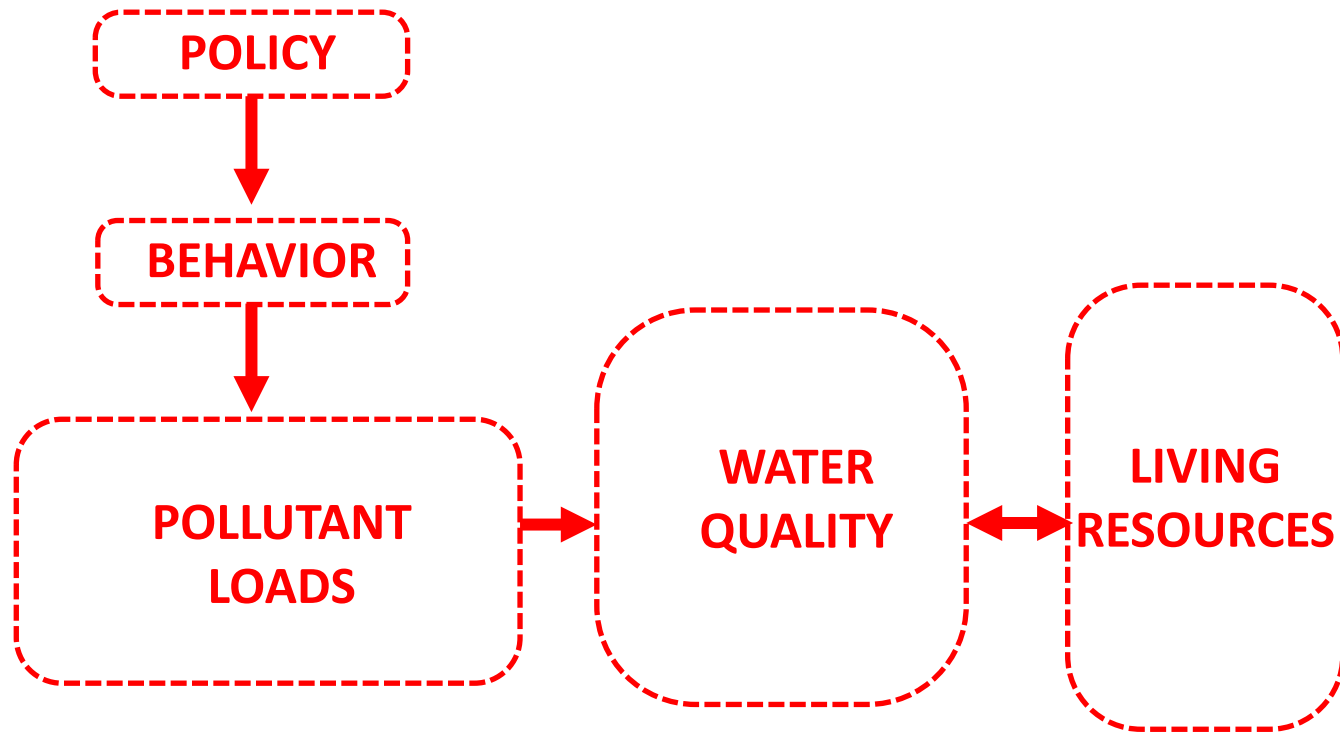 POLICY
BEHAVIOR
POLLUTANT
LOADS
WATER
QUALITY
LIVING
RESOURCES